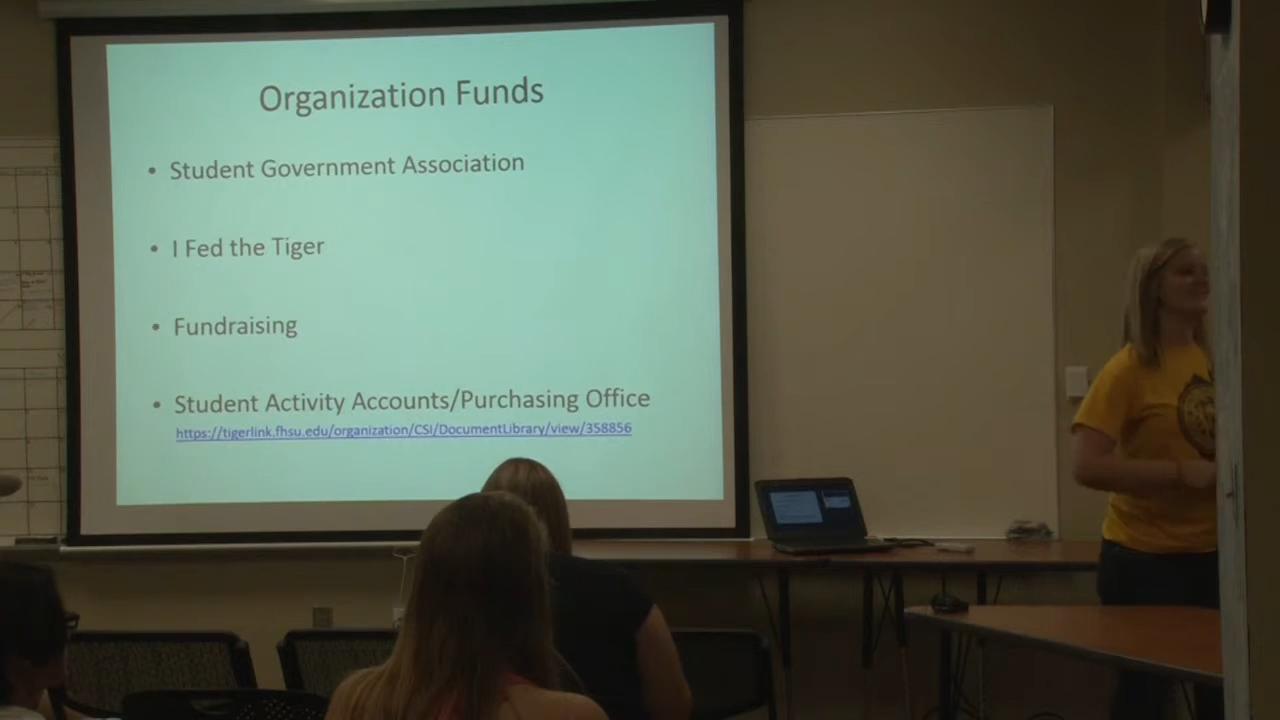 Organization Funds
• Student Government Association
• I Fed the Tiger
• Fundraising
• Student Activity Accounts/Purchasing Office
https://tigerlink.fhsu.edu/organization/CSI/DocumentLibrary/view/358856